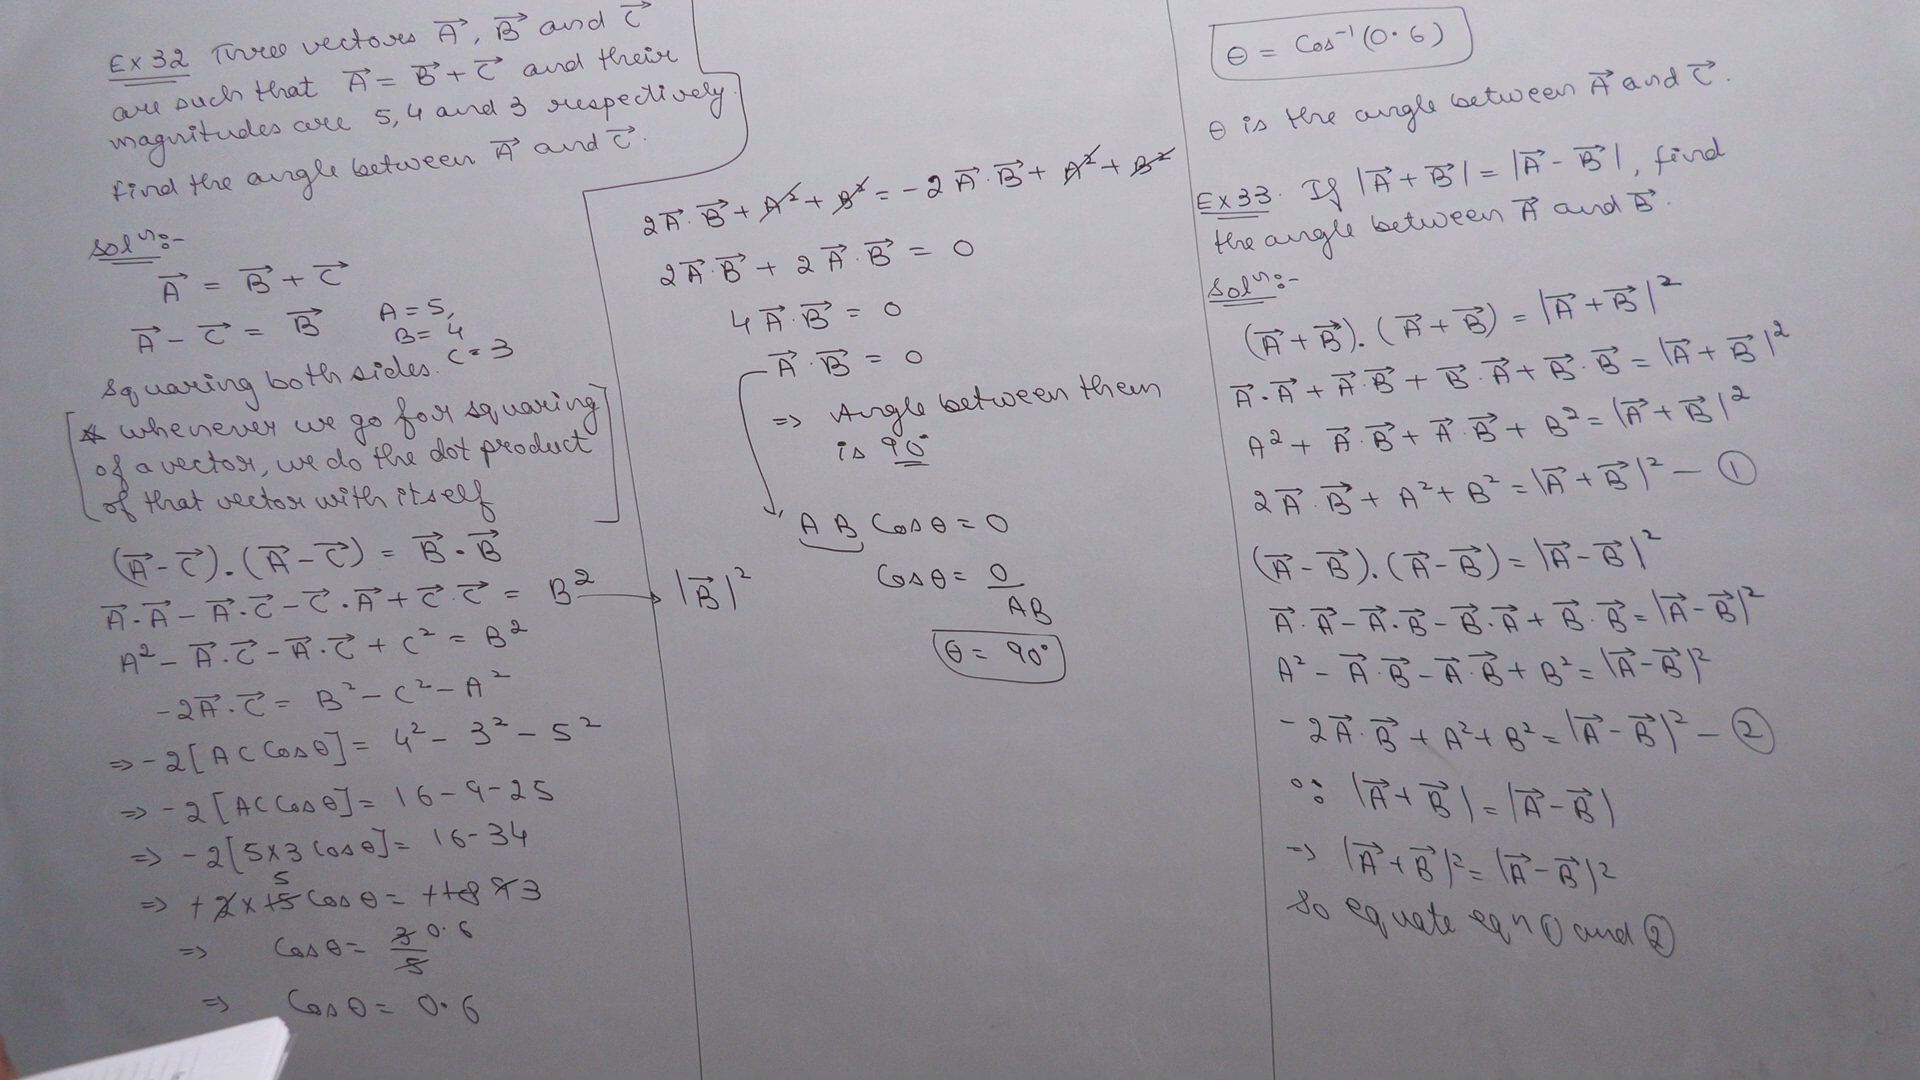 Ex 32 Three vectors A⃗, B⃗ and C⃗
are such that A⃗ = B⃗ + C⃗ and their
magnitudes are 5, 4 and 3 respectively.
Find the angle between A⃗ and C⃗.
Solⁿ:-
A⃗ = B⃗ + C⃗
A⃗ - C⃗ = B⃗ A = 5,
B = 4
C = 3
Squaring both sides.
[* whenever we go for squaring
of a vector, we do the dot product
of that vector with itself]
(A⃗ - C⃗).(A⃗ - C⃗) = B⃗ · B⃗
A⃗·A⃗ - A⃗·C⃗ - C⃗·A⃗ + C⃗·C⃗ = B² → |B⃗|²
A² - A⃗·C⃗ - A⃗·C⃗ + C² = B²
-2A⃗·C⃗ = B² - C² - A²
⇒ -2[AC Cosθ] = 4² - 3² - 5²
⇒ -2[AC Cosθ] = 16 - 9 - 25
⇒ -2[5×3 Cosθ] = 16 - 34
⇒ +2 × 15 5 Cosθ = +18 9 3
⇒ Cosθ = 3/5 0.6
⇒ Cosθ = 0.6
θ = Cos⁻¹(0.6)
θ is the angle between A⃗ and C⃗.
Ex 33. If |A⃗ + B⃗| = |A⃗ - B⃗|, find
the angle between A⃗ and B⃗.
Solⁿ:-
(A⃗ + B⃗).(A⃗ + B⃗) = |A⃗ + B⃗|²
A⃗·A⃗ + A⃗·B⃗ + B⃗·A⃗ + B⃗·B⃗ = |A⃗ + B⃗|²
A² + A⃗·B⃗ + A⃗·B⃗ + B² = |A⃗ + B⃗|²
2A⃗·B⃗ + A² + B² = |A⃗ + B⃗|² — ①
(A⃗ - B⃗).(A⃗ - B⃗) = |A⃗ - B⃗|²
A⃗·A⃗ - A⃗·B⃗ - B⃗·A⃗ + B⃗·B⃗ = |A⃗ - B⃗|²
A² - A⃗·B⃗ - A⃗·B⃗ + B² = |A⃗ - B⃗|²
-2A⃗·B⃗ + A² + B² = |A⃗ - B⃗|² — ②
∵ |A⃗ + B⃗| = |A⃗ - B⃗|
⇒ |A⃗ + B⃗|² = |A⃗ - B⃗|²
So equate eqn ① and ②
2A⃗·B⃗ + A² + B² = -2A⃗·B⃗ + A² + B²
2A⃗·B⃗ + 2A⃗·B⃗ = 0
4A⃗·B⃗ = 0
A⃗·B⃗ = 0
⇒ Angle between them
is 90°
AB Cosθ = 0
Cosθ = 0/AB
θ = 90°